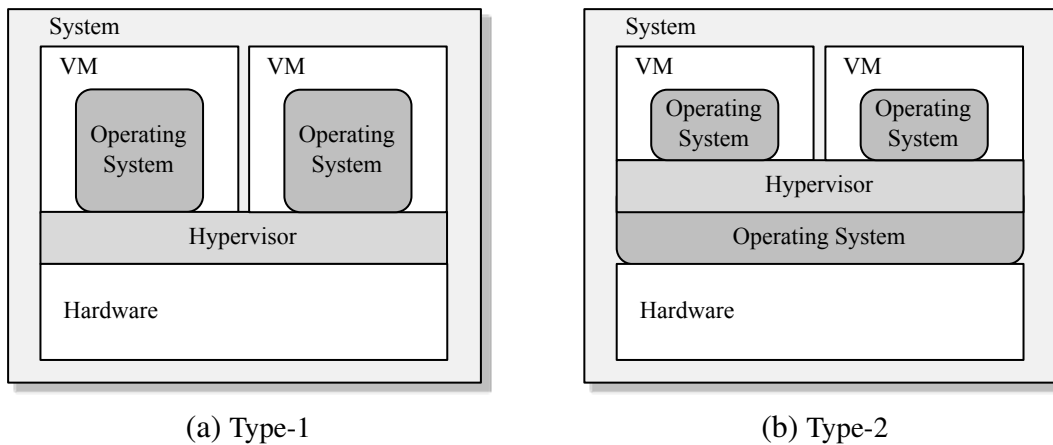 System
VM
VM
Operating
System
Operating
System
Hypervisor
Hardware
(a) Type-1
System
VM
VM
Operating
System
Operating
System
Hypervisor
Operating System
Hardware
(b) Type-2